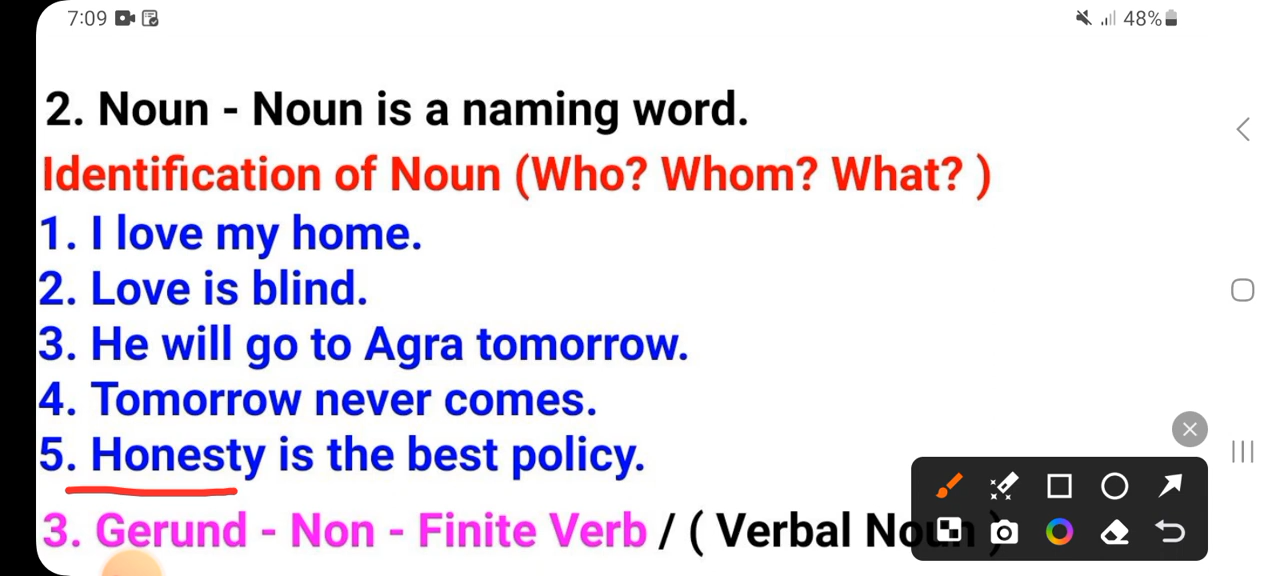 7:09
48%
2. Noun - Noun is a naming word.
Identification of Noun (Who? Whom? What? )
1. I love my home.
2. Love is blind.
3. He will go to Agra tomorrow.
4. Tomorrow never comes.
5. Honesty is the best policy.
3. Gerund - Non - Finite Verb / ( Verbal Noun )